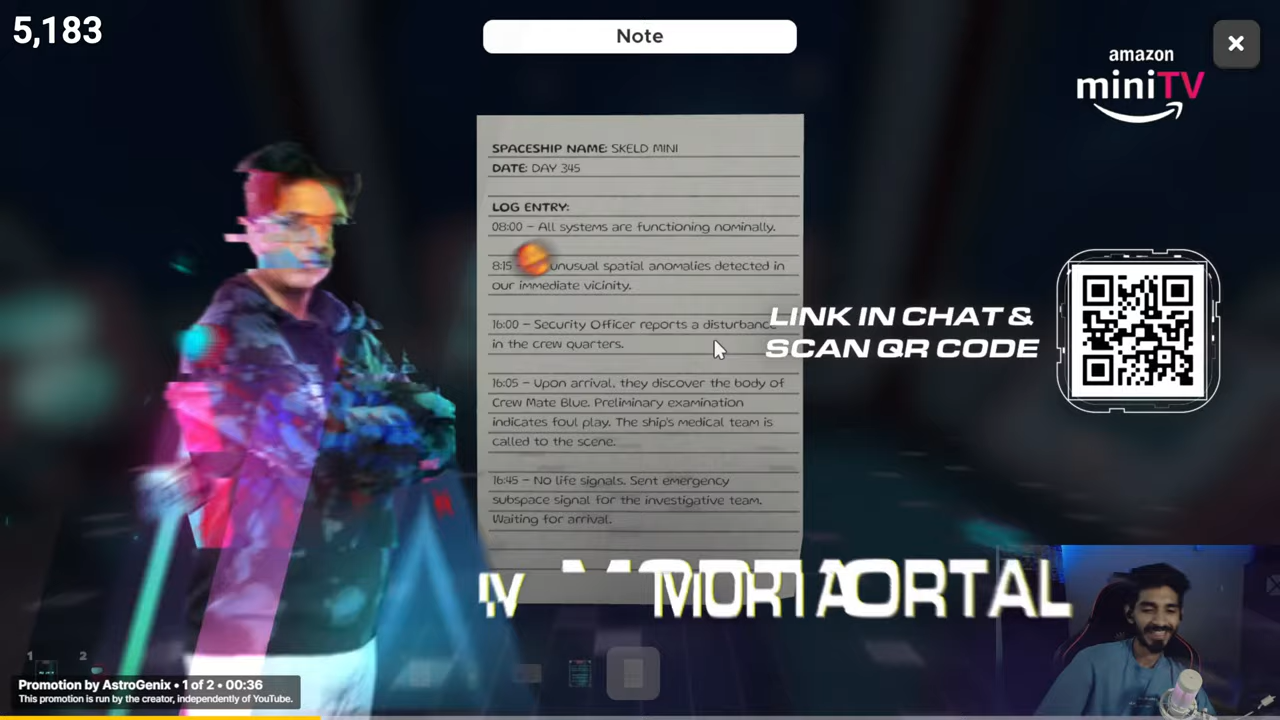 5,183
Note
amazon
miniTV
SPACESHIP NAME: SKELD MINI
DATE: DAY 345
LOG ENTRY:
08:00 – All systems are functioning nominally.
8:15 – unusual spatial anomalies detected in
our immediate vicinity.
16:00 – Security Officer reports a disturbance
in the crew quarters.
LINK IN CHAT &
SCAN QR CODE
16:05 – Upon arrival, they discover the body of
Crew Mate Blue. Preliminary examination
indicates foul play. The ship's medical team is
called to the scene.
16:45 – No life signals. Sent emergency
subspace signal for the investigative team.
Waiting for arrival.
1 2
Promotion by AstroGenix • 1 of 2 • 00:36
This promotion is run by the creator, independently of YouTube.